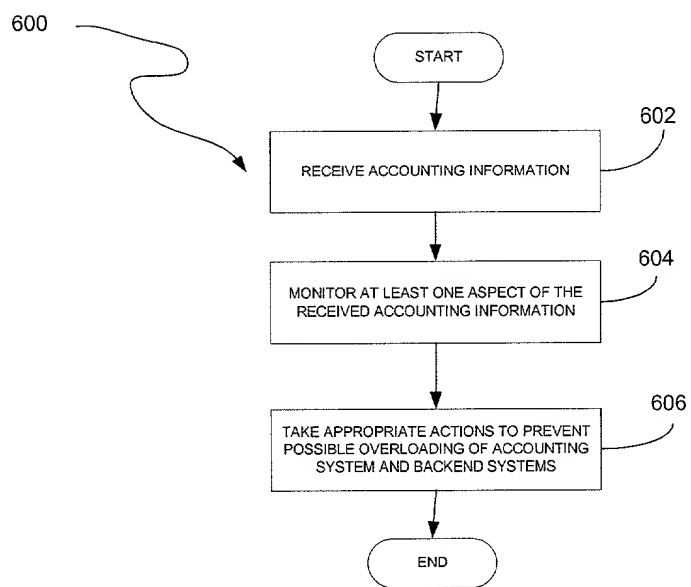 600
START
602
RECEIVE ACCOUNTING INFORMATION
604
MONITOR AT LEAST ONE ASPECT OF THE
RECEIVED ACCOUNTING INFORMATION
606
TAKE APPROPRIATE ACTIONS TO PREVENT
POSSIBLE OVERLOADING OF ACCOUNTING
SYSTEM AND BACKEND SYSTEMS
END